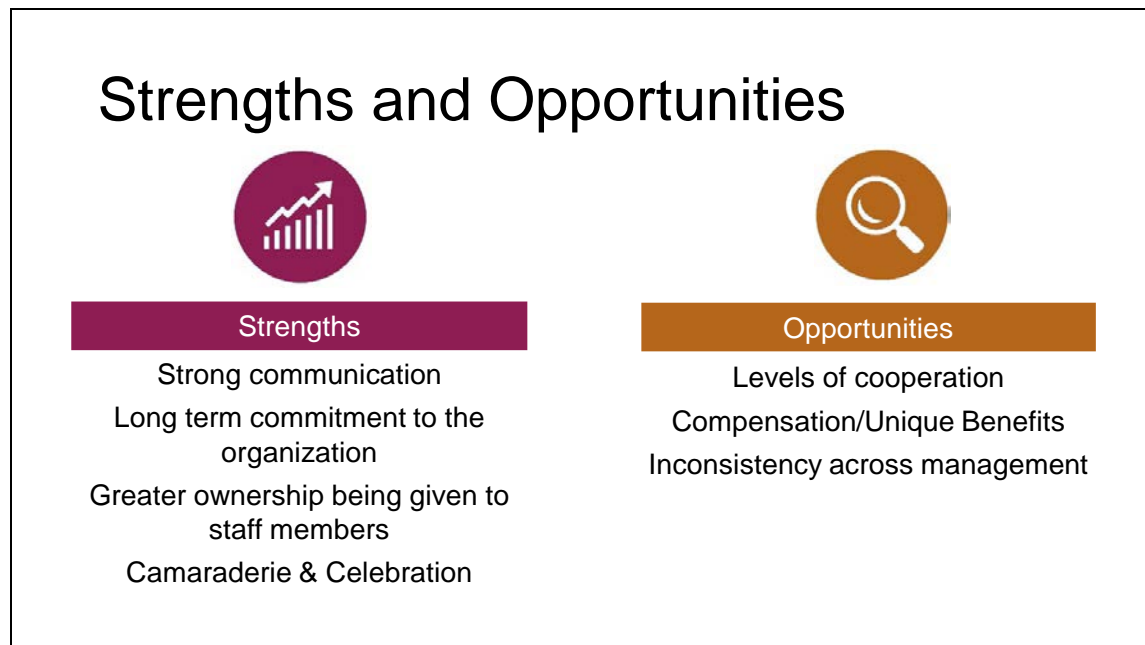 Strengths and Opportunities
Strengths
Strong communication
Long term commitment to the
organization
Greater ownership being given to
staff members
Camaraderie & Celebration
Opportunities
Levels of cooperation
Compensation/Unique Benefits
Inconsistency across management